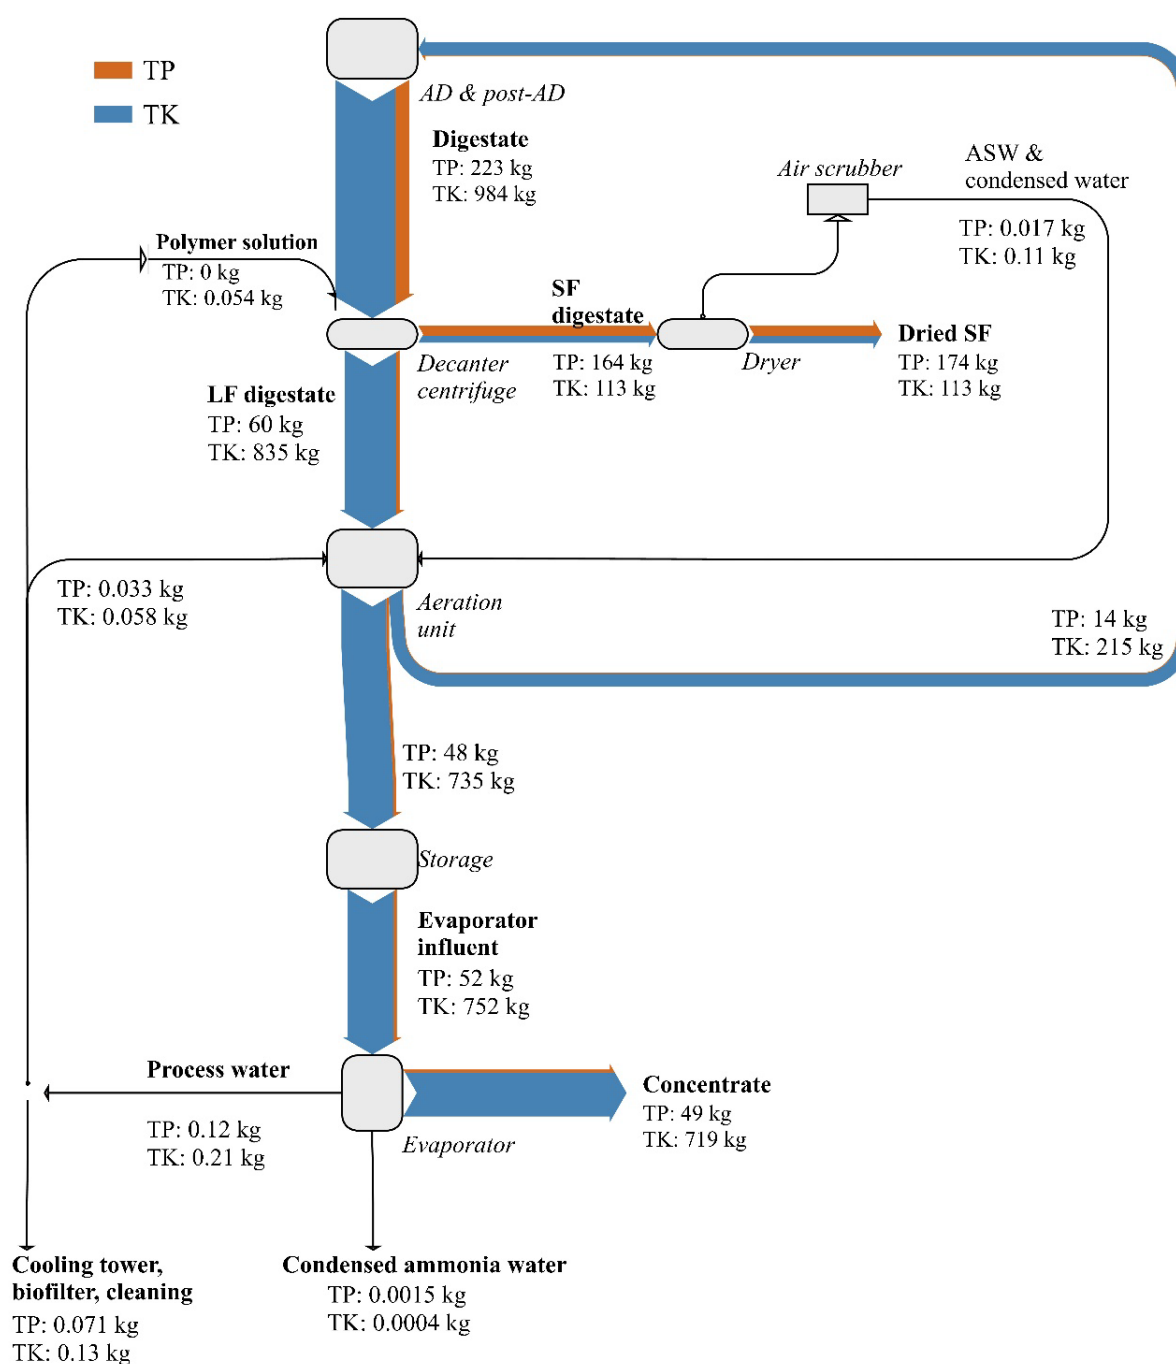 TP
TK
AD & post-AD
Digestate
TP: 223 kg
TK: 984 kg
Air scrubber
ASW &
condensed water
TP: 0.017 kg
TK: 0.11 kg
Polymer solution
TP: 0 kg
TK: 0.054 kg
SF
digestate
TP: 164 kg
TK: 113 kg
Decanter
centrifuge
Dryer
Dried SF
TP: 174 kg
TK: 113 kg
LF digestate
TP: 60 kg
TK: 835 kg
TP: 0.033 kg
TK: 0.058 kg
Aeration
unit
TP: 14 kg
TK: 215 kg
TP: 48 kg
TK: 735 kg
Storage
Evaporator
influent
TP: 52 kg
TK: 752 kg
Process water
TP: 0.12 kg
TK: 0.21 kg
Evaporator
Concentrate
TP: 49 kg
TK: 719 kg
Cooling tower,
biofilter, cleaning
TP: 0.071 kg
TK: 0.13 kg
Condensed ammonia water
TP: 0.0015 kg
TK: 0.0004 kg